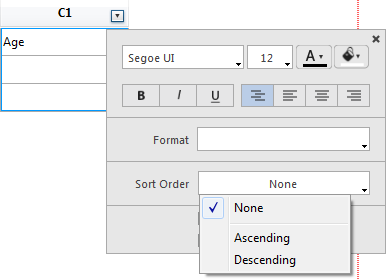 C1
Age
Segoe UI 12 A
B I U
Format
Sort Order None
None
Ascending
Descending